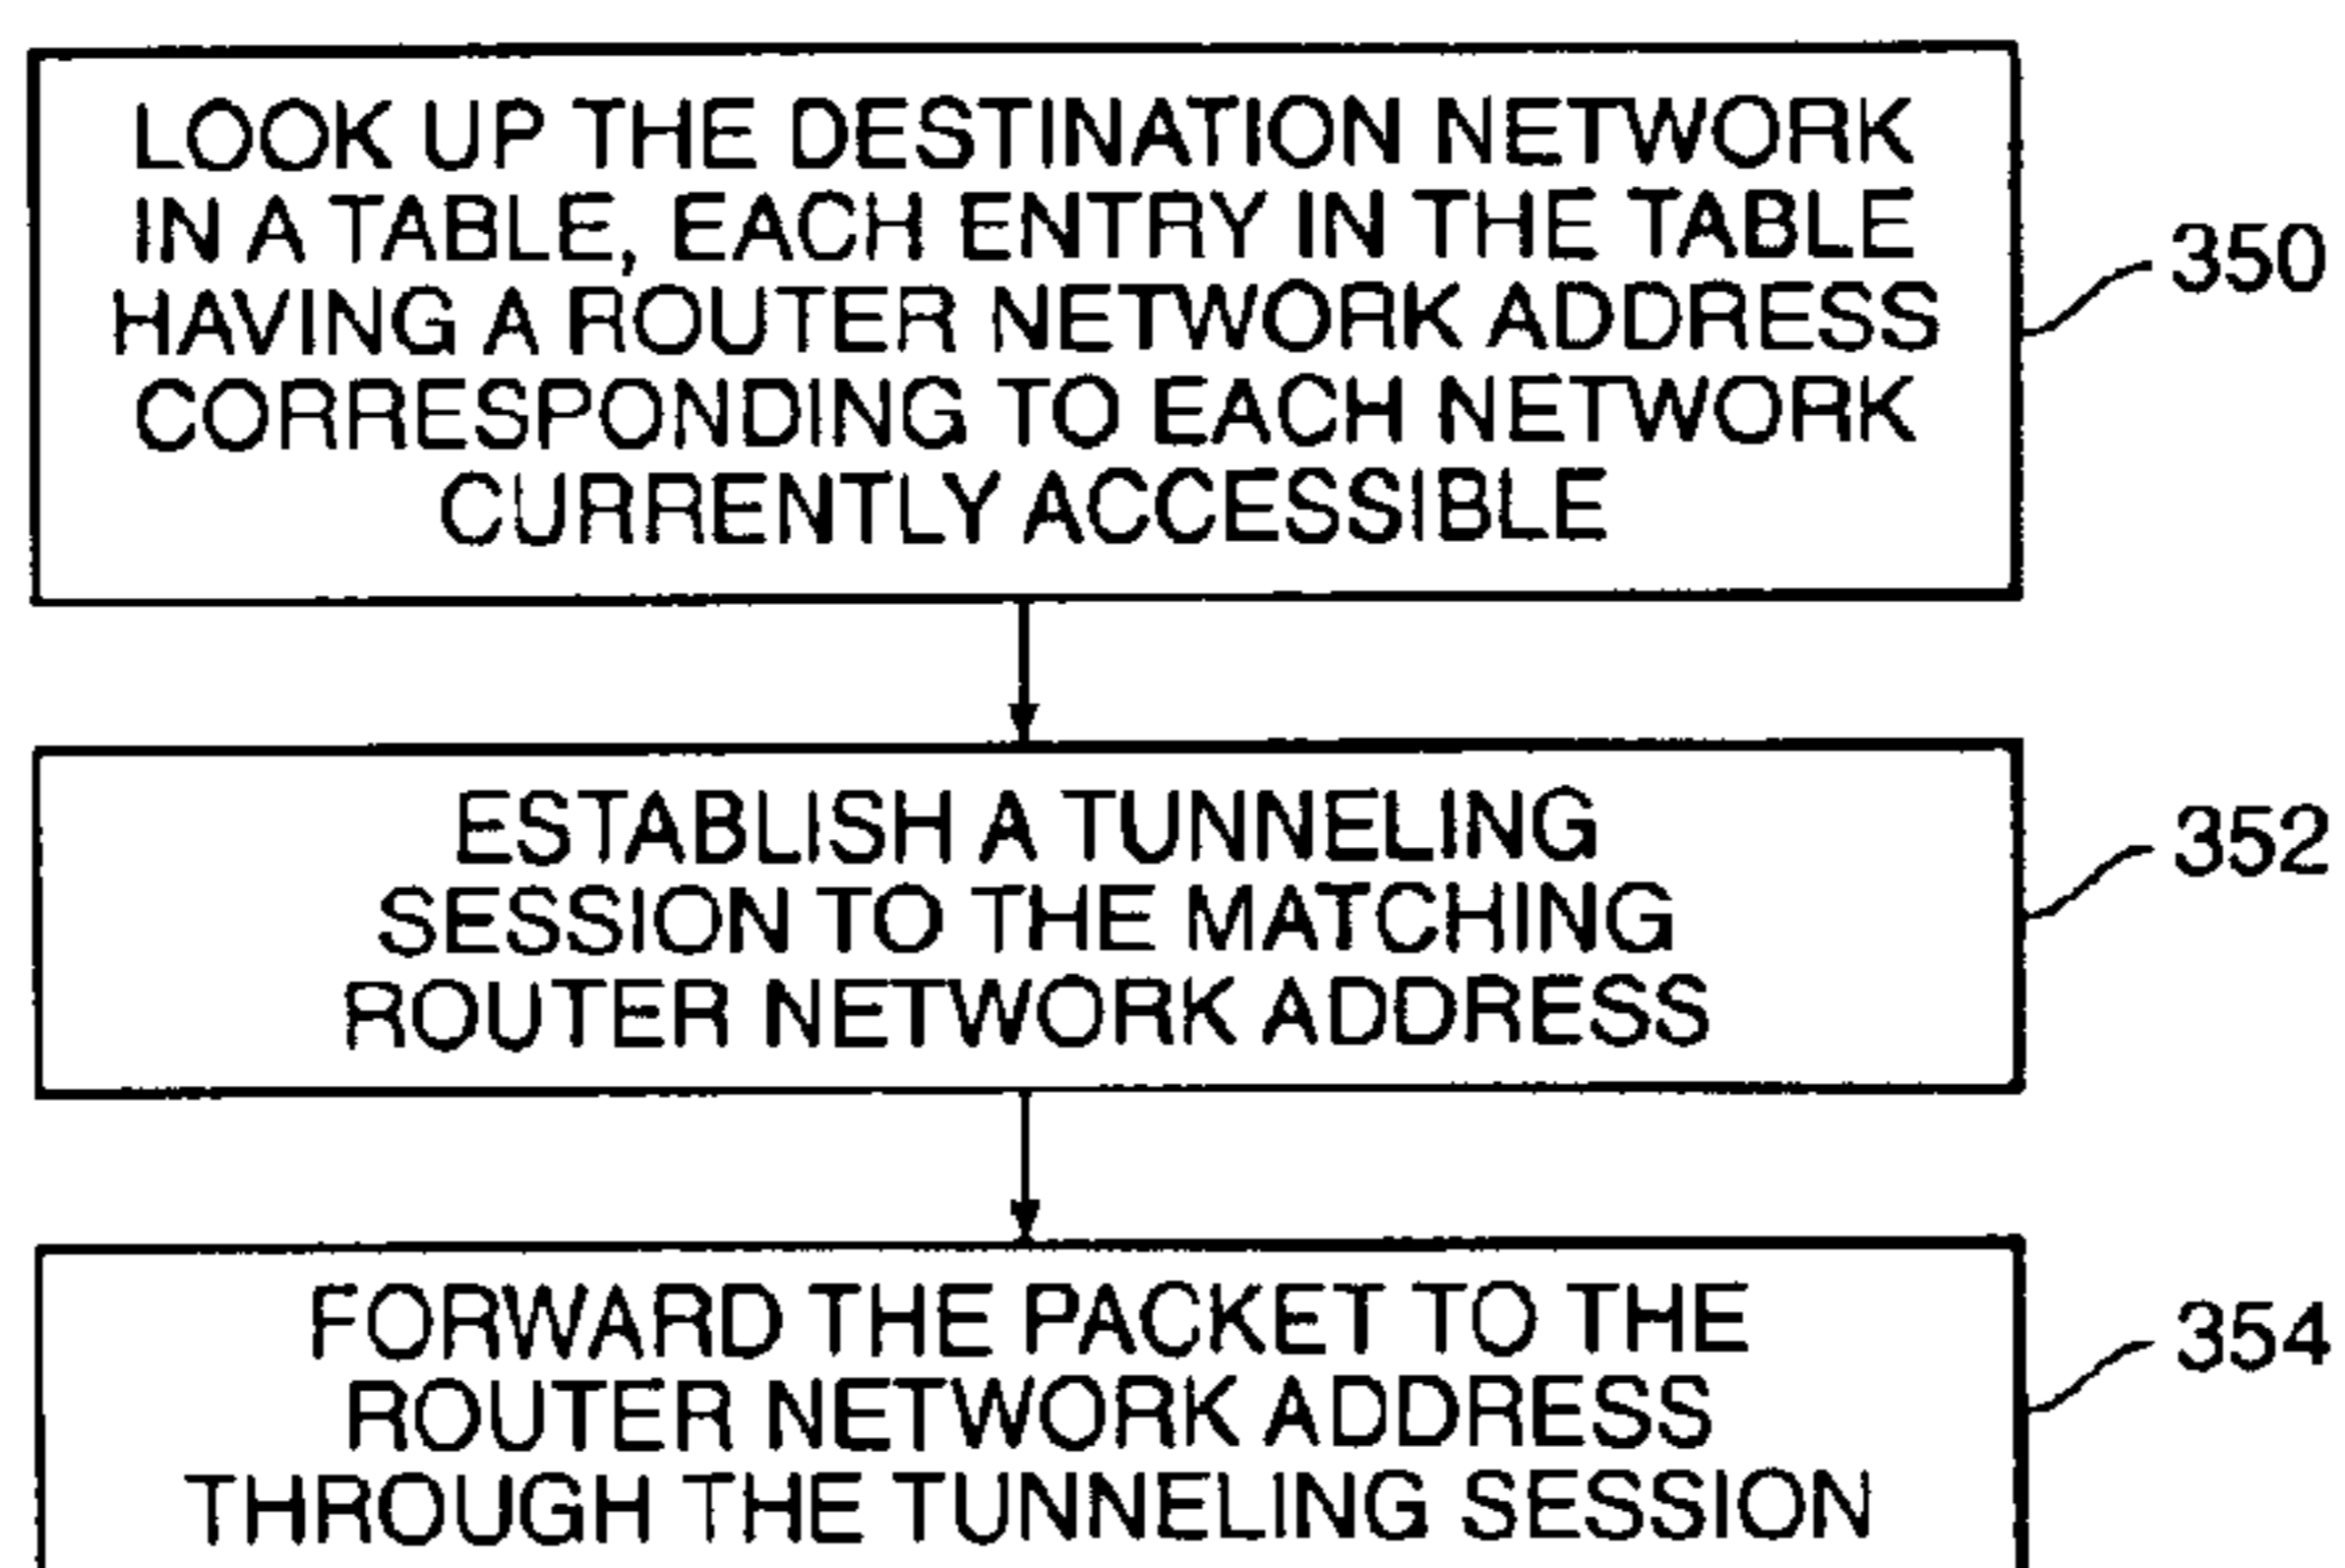 LOOK UP THE DESTINATION NETWORK
IN A TABLE, EACH ENTRY IN THE TABLE
HAVING A ROUTER NETWORK ADDRESS
CORRESPONDING TO EACH NETWORK
CURRENTLY ACCESSIBLE
350
ESTABLISH A TUNNELING
SESSION TO THE MATCHING
ROUTER NETWORK ADDRESS
352
FORWARD THE PACKET TO THE
ROUTER NETWORK ADDRESS
THROUGH THE TUNNELING SESSION
354